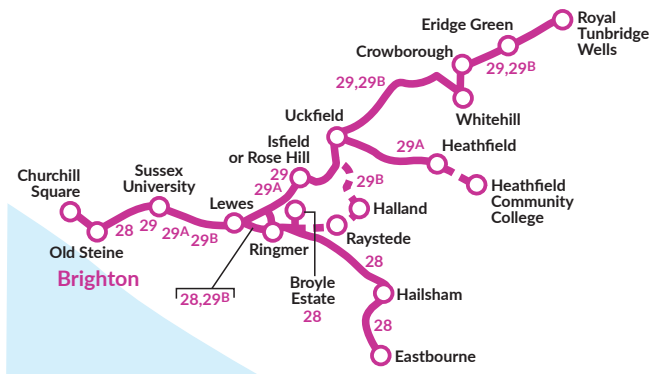 Eridge Green
Royal
Tunbridge
Wells
Crowborough
29,29B
29,29B
Whitehill
Uckfield
29A
Heathfield
Isfield
or Rose Hill
29
29A
29B
Heathfield
Community
College
Churchill
Square
Sussex
University
Lewes
Halland
28 29 29A 29B
Ringmer
Raystede
Old Steine
Brighton
28
28,29B
Broyle
Estate
28
Hailsham
28
Eastbourne